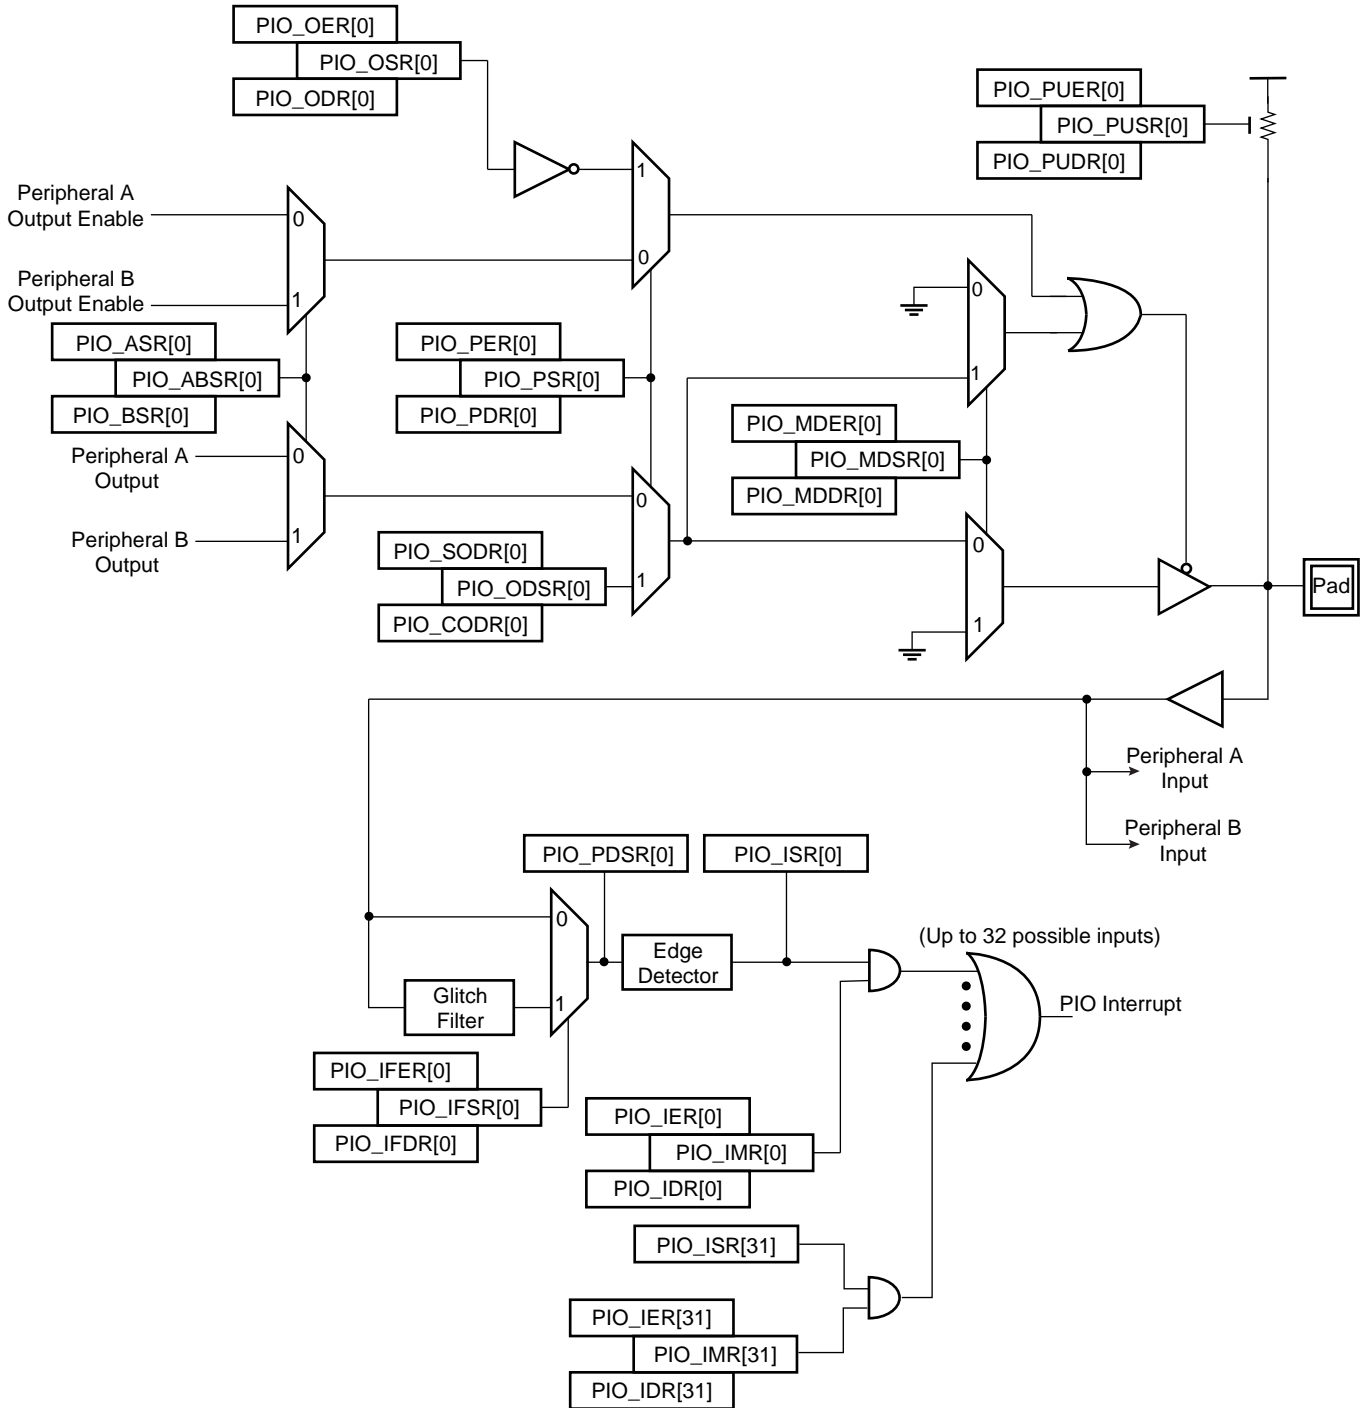 PIO_OER[0]
PIO_OSR[0]
PIO_ODR[0]
PIO_PUER[0]
PIO_PUSR[0]
PIO_PUDR[0]
1
0
Peripheral A
Output Enable
0
Peripheral B
Output Enable
1
PIO_ASR[0]
PIO_ABSR[0]
PIO_BSR[0]
PIO_PER[0]
PIO_PSR[0]
PIO_PDR[0]
0
1
PIO_MDER[0]
PIO_MDSR[0]
PIO_MDDR[0]
Peripheral A
Output
0
Peripheral B
Output
1
0
1
PIO_SODR[0]
PIO_ODSR[0]
PIO_CODR[0]
0
1
Pad
Peripheral A
Input
Peripheral B
Input
PIO_PDSR[0]
PIO_ISR[0]
0
1
Glitch
Filter
Edge
Detector
(Up to 32 possible inputs)
PIO Interrupt
PIO_IFER[0]
PIO_IFSR[0]
PIO_IFDR[0]
PIO_IER[0]
PIO_IMR[0]
PIO_IDR[0]
PIO_ISR[31]
PIO_IER[31]
PIO_IMR[31]
PIO_IDR[31]